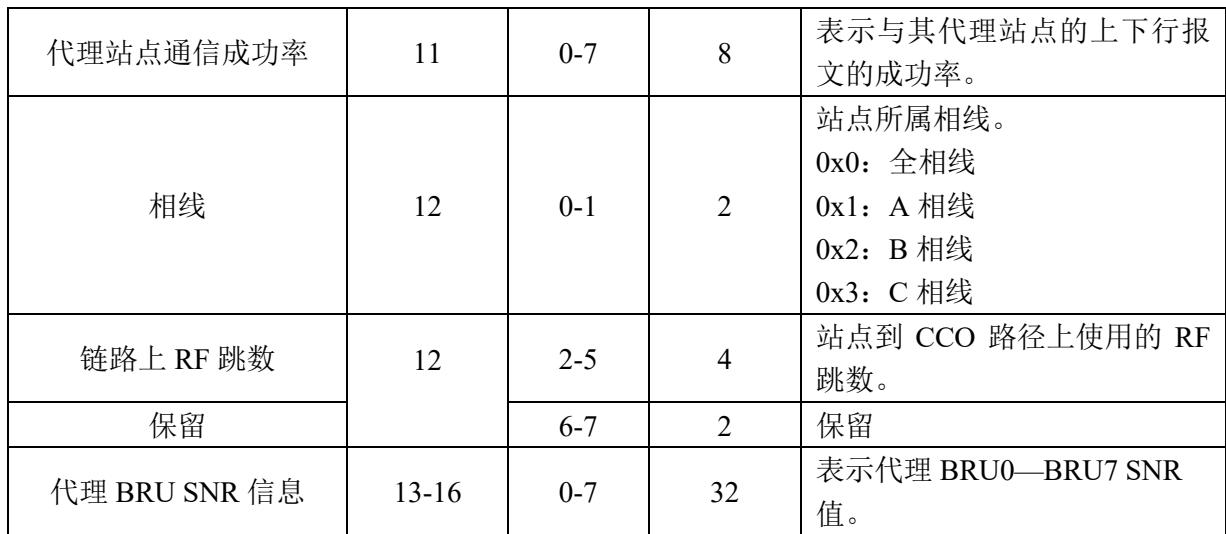 代理站点通信成功率 11 0-7 8 表示与其代理站点的上下行报
文的成功率。
相线 12 0-1 2 站点所属相线。
0x0：全相线
0x1：A 相线
0x2：B 相线
0x3：C 相线
链路上 RF 跳数 12 2-5 4 站点到 CCO 路径上使用的 RF
跳数。
保留 6-7 2 保留
代理 BRU SNR 信息 13-16 0-7 32 表示代理 BRU0—BRU7 SNR
值。